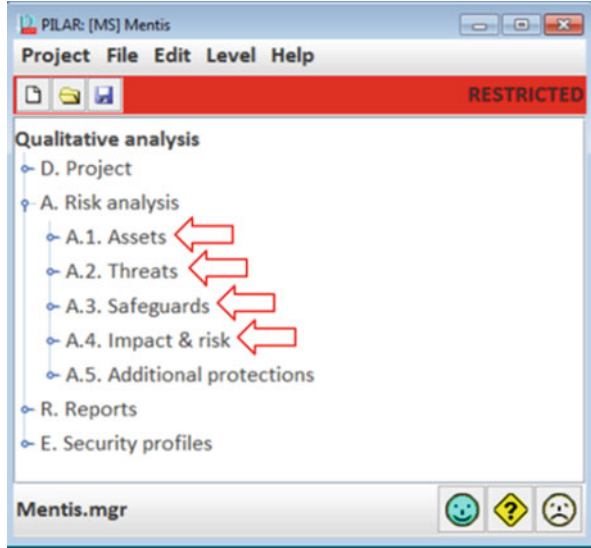 PILAR: [MS] Mentis
Project File Edit Level Help
RESTRICTED
Qualitative analysis
D. Project
A. Risk analysis
A.1. Assets
A.2. Threats
A.3. Safeguards
A.4. Impact & risk
A.5. Additional protections
R. Reports
E. Security profiles
Mentis.mgr
?